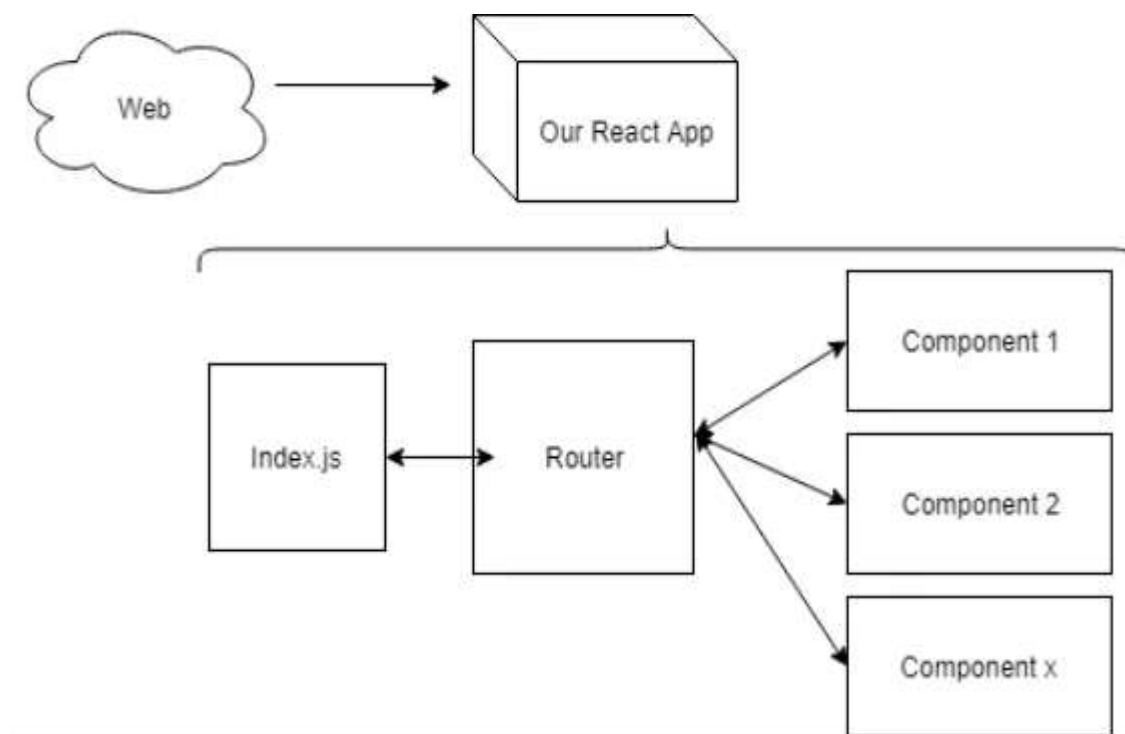 Web
Our React App
Index.js
Router
Component 1
Component 2
Component x